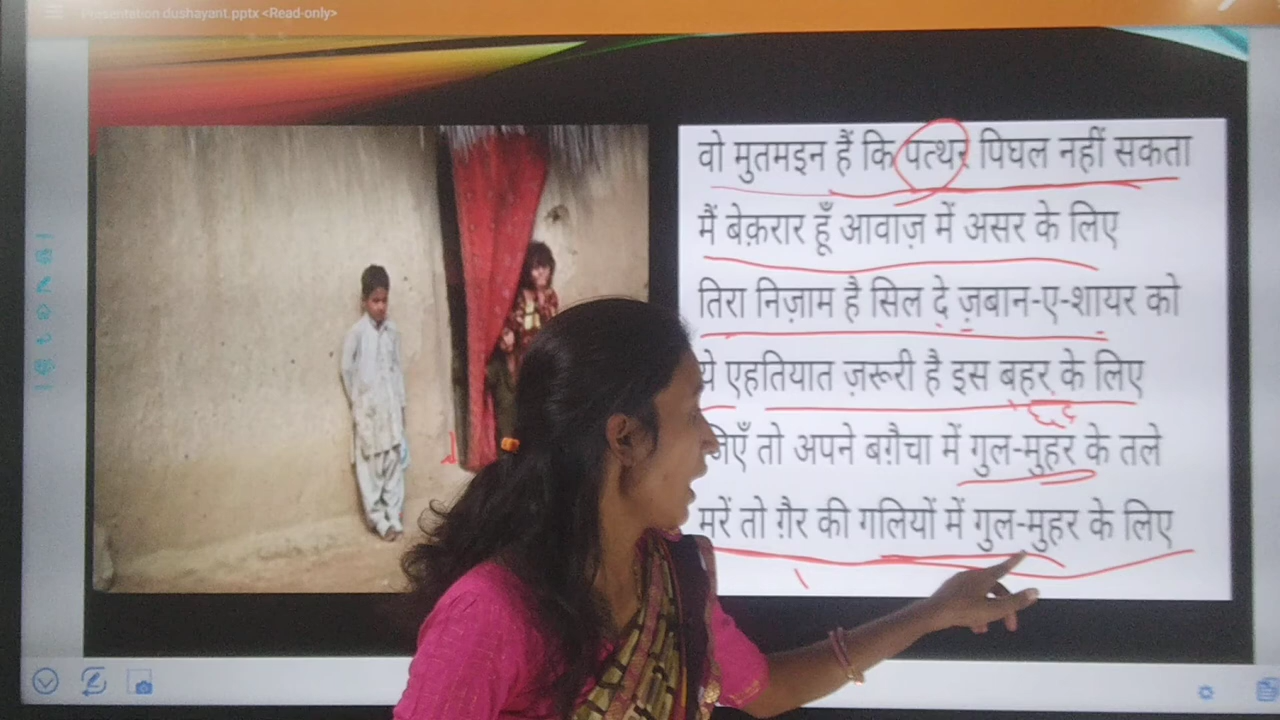 Presentation dushayant.pptx <Read-only>
वो मुतमइन हैं कि पत्थर पिघल नहीं सकता
मैं बेक़रार हूँ आवाज़ में असर के लिए
तिरा निज़ाम है सिल दे ज़बान-ए-शायर को
ये एहतियात ज़रूरी है इस बहर के लिए
छंद
जिएँ तो अपने बग़ैचा में गुल-मुहर के तले
मरें तो ग़ैर की गलियों में गुल-मुहर के लिए